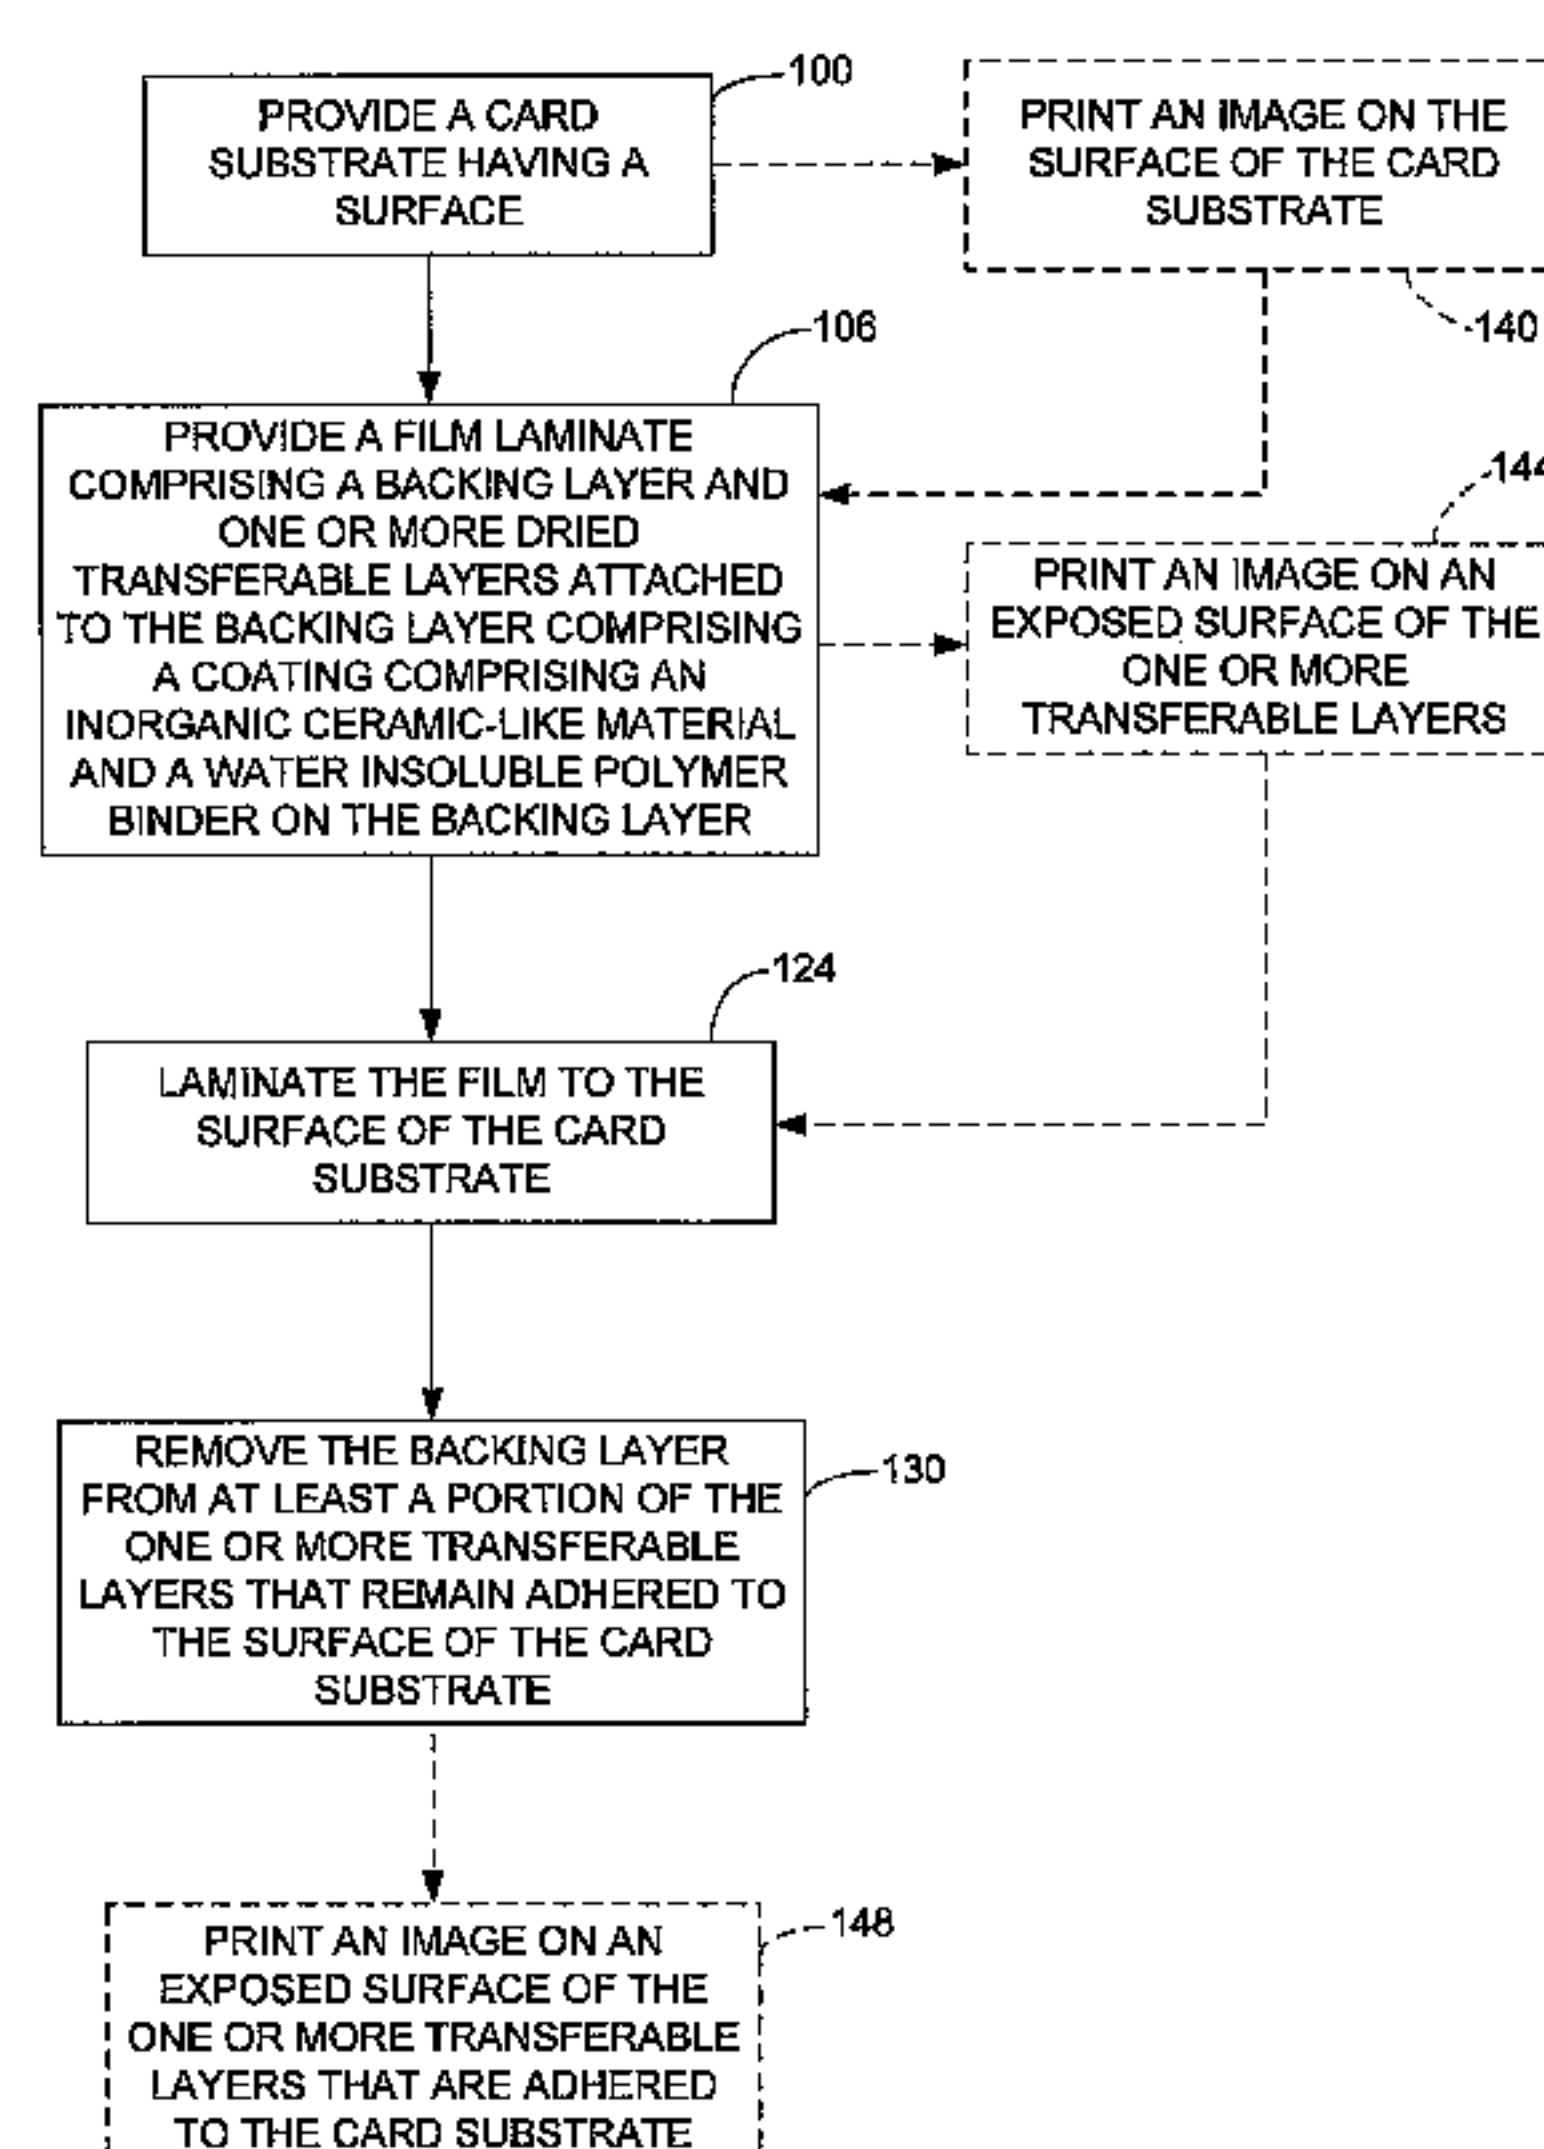 100
PROVIDE A CARD
SUBSTRATE HAVING A
SURFACE
PRINT AN IMAGE ON THE
SURFACE OF THE CARD
SUBSTRATE
140
106
PROVIDE A FILM LAMINATE
COMPRISING A BACKING LAYER AND
ONE OR MORE DRIED
TRANSFERABLE LAYERS ATTACHED
TO THE BACKING LAYER COMPRISING
A COATING COMPRISING AN
INORGANIC CERAMIC-LIKE MATERIAL
AND A WATER INSOLUBLE POLYMER
BINDER ON THE BACKING LAYER
144
PRINT AN IMAGE ON AN
EXPOSED SURFACE OF THE
ONE OR MORE
TRANSFERABLE LAYERS
124
LAMINATE THE FILM TO THE
SURFACE OF THE CARD
SUBSTRATE
130
REMOVE THE BACKING LAYER
FROM AT LEAST A PORTION OF THE
ONE OR MORE TRANSFERABLE
LAYERS THAT REMAIN ADHERED TO
THE SURFACE OF THE CARD
SUBSTRATE
148
PRINT AN IMAGE ON AN
EXPOSED SURFACE OF THE
ONE OR MORE TRANSFERABLE
LAYERS THAT ARE ADHERED
TO THE CARD SUBSTRATE